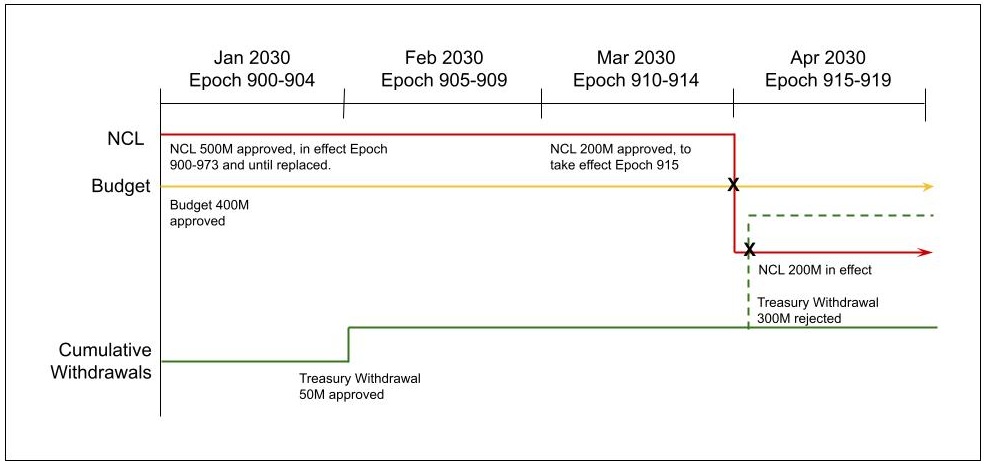 Jan 2030
Epoch 900-904
Feb 2030
Epoch 905-909
Mar 2030
Epoch 910-914
Apr 2030
Epoch 915-919
NCL
NCL 500M approved, in effect Epoch
900-973 and until replaced.
NCL 200M approved, to
take effect Epoch 915
Budget
X
Budget 400M
approved
X
NCL 200M in effect
Treasury Withdrawal
300M rejected
Cumulative
Withdrawals
Treasury Withdrawal
50M approved